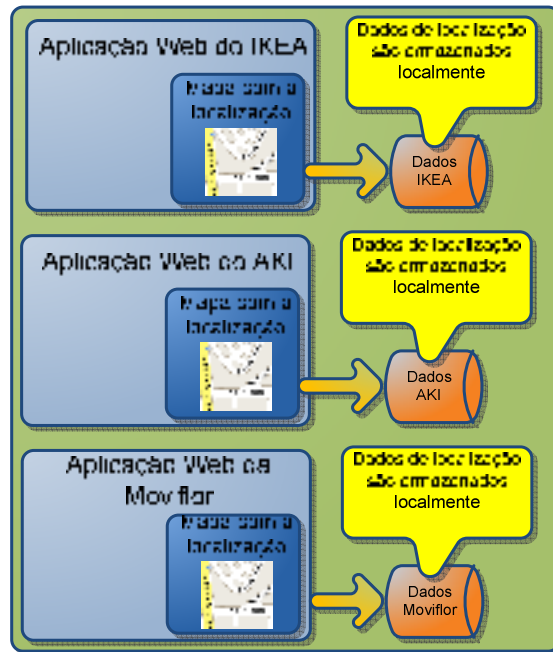 Aplicação Web do IKEA
Mapa com a
localização
Dados de localização
são armazenados
localmente
Dados
IKEA
Aplicação Web do AKI
Mapa com a
localização
Dados de localização
são armazenados
localmente
Dados
AKI
Aplicação Web da
Moviflor
Mapa com a
localização
Dados de localização
são armazenados
localmente
Dados
Moviflor